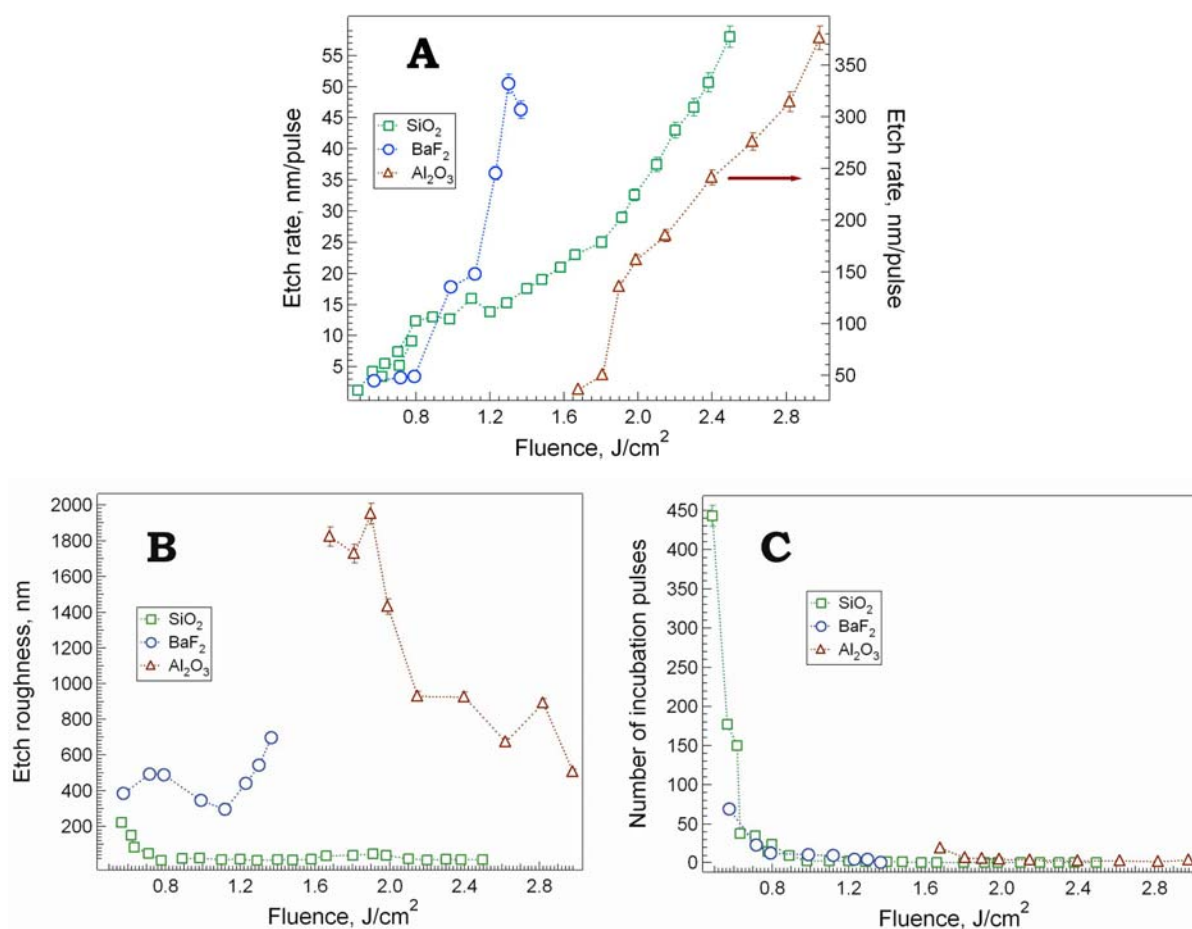 A
SiO2
BaF2
Al2O3
Etch rate, nm/pulse
55
50
45
40
35
30
25
20
15
10
5
0.8 1.2 1.6 2.0 2.4 2.8
Fluence, J/cm2
350
300
250
200
150
100
50
Etch rate, nm/pulse
B
SiO2
BaF2
Al2O3
Etch roughness, nm
2000
1800
1600
1400
1200
1000
800
600
400
200
0.8 1.2 1.6 2.0 2.4 2.8
Fluence, J/cm2
C
SiO2
BaF2
Al2O3
Number of incubation pulses
450
400
350
300
250
200
150
100
50
0
0.8 1.2 1.6 2.0 2.4 2.8
Fluence, J/cm2